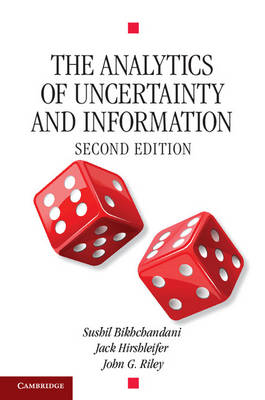 THE ANALYTICS
OF UNCERTAINTY
AND INFORMATION
SECOND EDITION
Sushil Bikhchandani
Jack Hirshleifer
John G. Riley
CAMBRIDGE